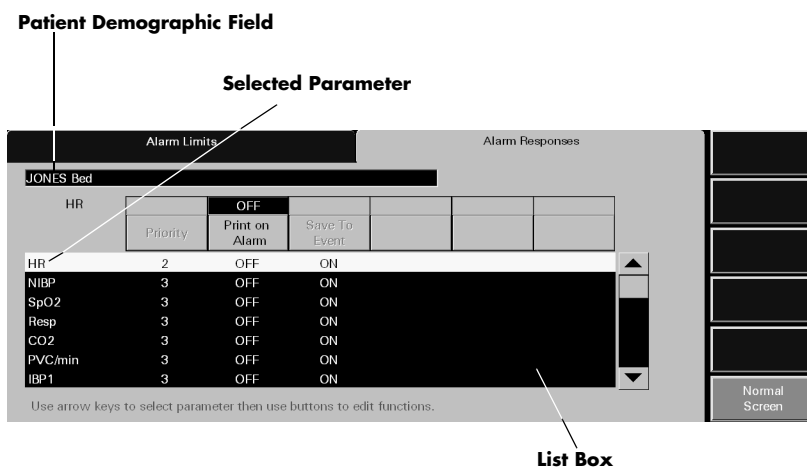 Patient Demographic Field
Selected Parameter
Alarm Limits Alarm Responses
JONES Bed
HR OFF
Priority Print on Alarm Save To Event
HR 2 OFF ON
NIBP 3 OFF ON
SpO2 3 OFF ON
Resp 3 OFF ON
CO2 3 OFF ON
PVC/min 3 OFF ON
IBP1 3 OFF ON
Use arrow keys to select parameter then use buttons to edit functions.
Normal
Screen
List Box